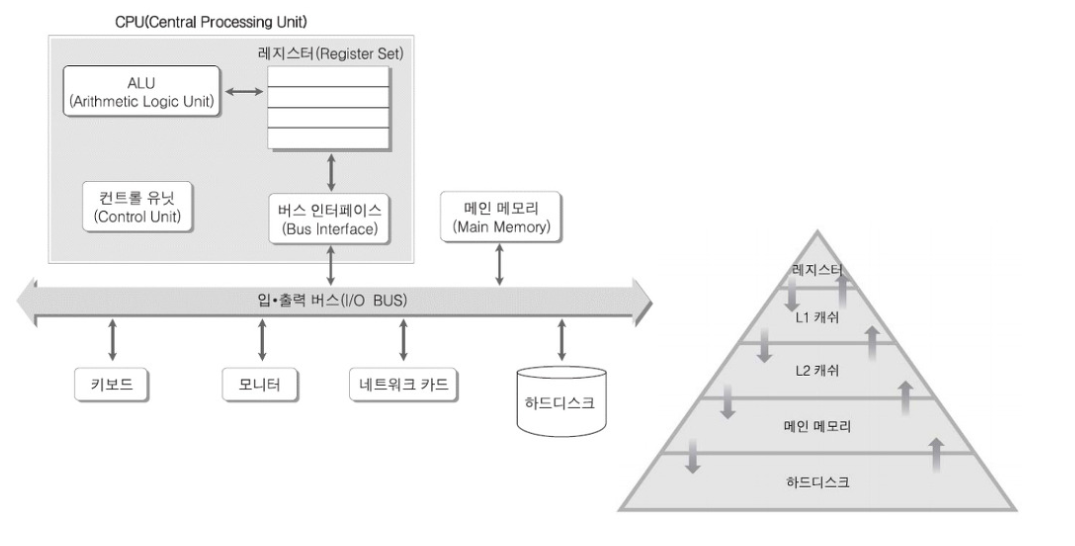 CPU(Central Processing Unit)
레지스터(Register Set)
ALU
(Arithmetic Logic Unit)
컨트롤 유닛
(Control Unit)
버스 인터페이스
(Bus Interface)
메인 메모리
(Main Memory)
입•출력 버스(I/O BUS)
키보드
모니터
네트워크 카드
하드디스크
레지스터
L1 캐쉬
L2 캐쉬
메인 메모리
하드디스크